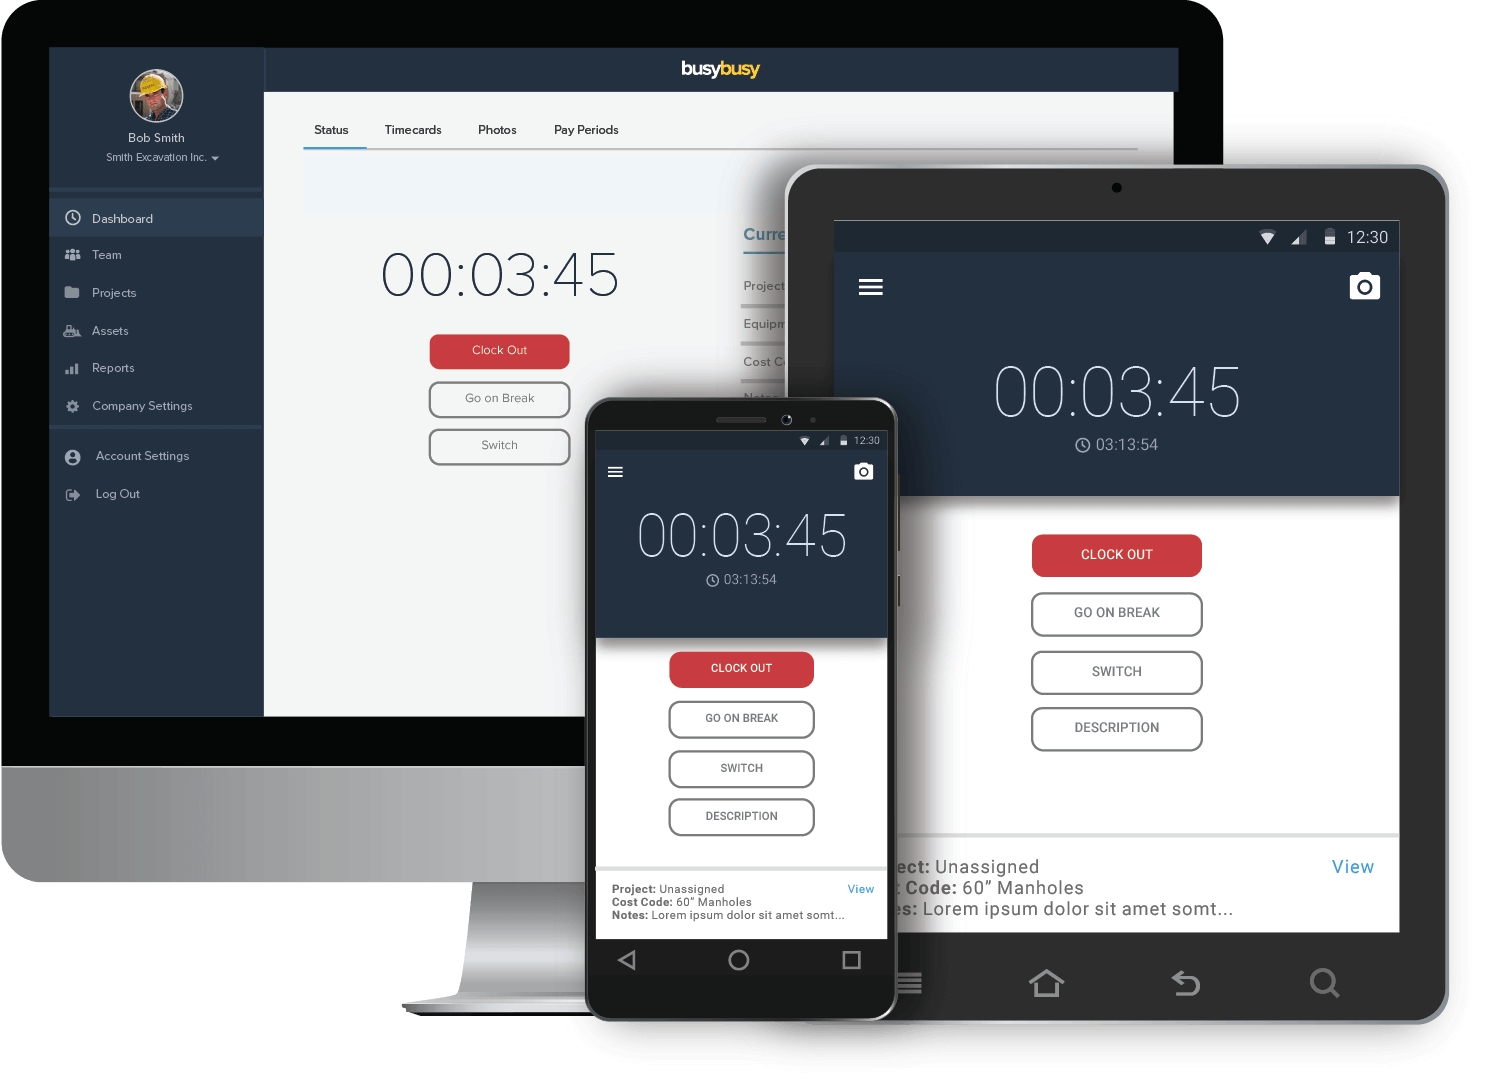 busybusy
Bob Smith
Smith Excavation Inc.
Dashboard
Team
Projects
Assets
Reports
Company Settings
Account Settings
Log Out
Status Timecards Photos Pay Periods
00:03:45
Clock Out
Go on Break
Switch
Curre
Project
Equipm
Cost C
12:30
00:03:45
03:13:54
CLOCK OUT
GO ON BREAK
SWITCH
DESCRIPTION
Project: Unassigned
View
Cost Code: 60” Manholes
Notes: Lorem ipsum dolor sit amet somt...
12:30
00:03:45
03:13:54
CLOCK OUT
GO ON BREAK
SWITCH
DESCRIPTION
ect: Unassigned
View
Code: 60” Manholes
es: Lorem ipsum dolor sit amet somt...